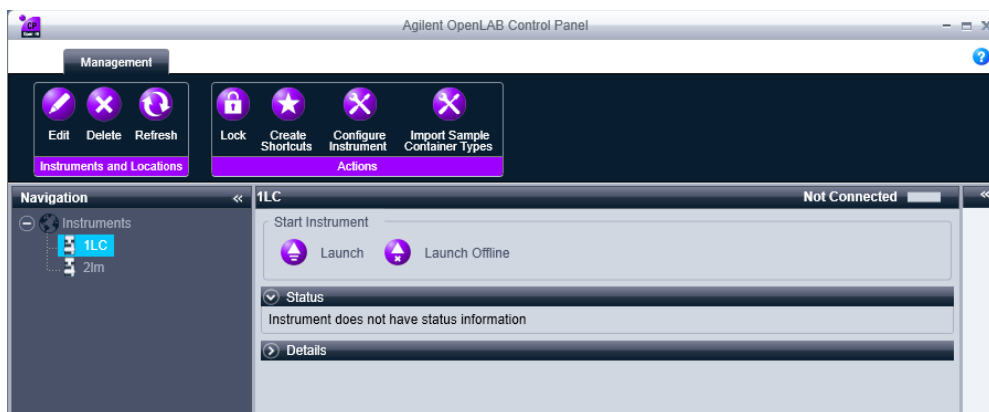 CP
Agilent OpenLAB Control Panel
Management
?
Edit Delete Refresh
Instruments and Locations
Lock Create Shortcuts Configure Instrument Import Sample Container Types
Actions
Navigation «
Instruments
1LC
2lm
1LC Not Connected «
Start Instrument
Launch Launch Offline
Status
Instrument does not have status information
Details